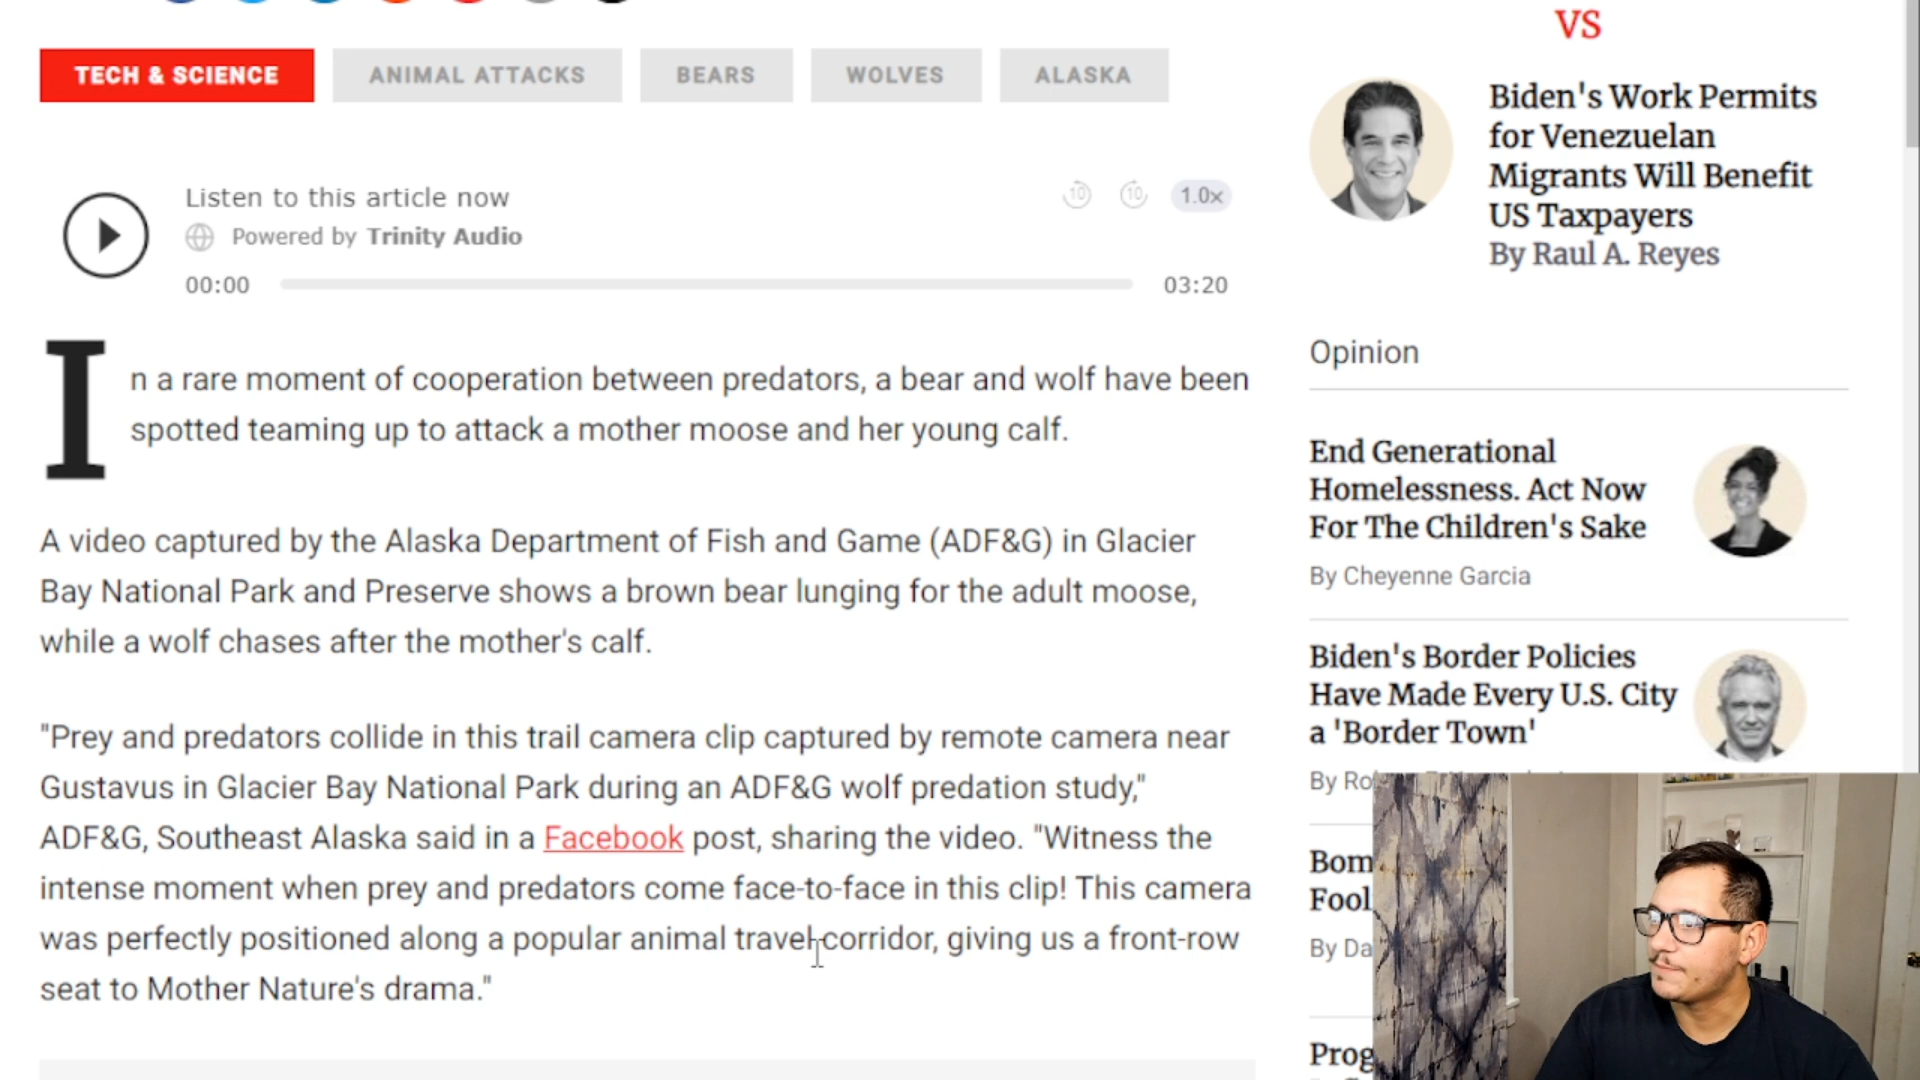 TECH & SCIENCE
ANIMAL ATTACKS
BEARS
WOLVES
ALASKA
Listen to this article now
Powered by Trinity Audio
10
10
1.0x
00:00
03:20
In a rare moment of cooperation between predators, a bear and wolf have been
spotted teaming up to attack a mother moose and her young calf.
A video captured by the Alaska Department of Fish and Game (ADF&G) in Glacier
Bay National Park and Preserve shows a brown bear lunging for the adult moose,
while a wolf chases after the mother's calf.
"Prey and predators collide in this trail camera clip captured by remote camera near
Gustavus in Glacier Bay National Park during an ADF&G wolf predation study,"
ADF&G, Southeast Alaska said in a Facebook post, sharing the video. "Witness the
intense moment when prey and predators come face-to-face in this clip! This camera
was perfectly positioned along a popular animal travel corridor, giving us a front-row
seat to Mother Nature's drama."
VS
Biden's Work Permits
for Venezuelan
Migrants Will Benefit
US Taxpayers
By Raul A. Reyes
Opinion
End Generational
Homelessness. Act Now
For The Children's Sake
By Cheyenne Garcia
Biden's Border Policies
Have Made Every U.S. City
a 'Border Town'
By Ro
Bom
Fool
By Da
Prog